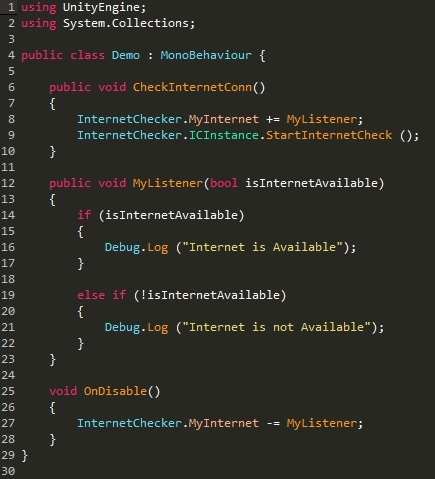 1 using UnityEngine;
2 using System.Collections;
3
4 public class Demo : MonoBehaviour {
5
6     public void CheckInternetConn()
7     {
8         InternetChecker.MyInternet += MyListener;
9         InternetChecker.ICInstance.StartInternetCheck ();
10     }
11
12     public void MyListener(bool isInternetAvailable)
13     {
14         if (isInternetAvailable)
15         {
16             Debug.Log ("Internet is Available");
17         }
18
19         else if (!isInternetAvailable)
20         {
21             Debug.Log ("Internet is not Available");
22         }
23     }
24
25     void OnDisable()
26     {
27         InternetChecker.MyInternet -= MyListener;
28     }
29 }
30